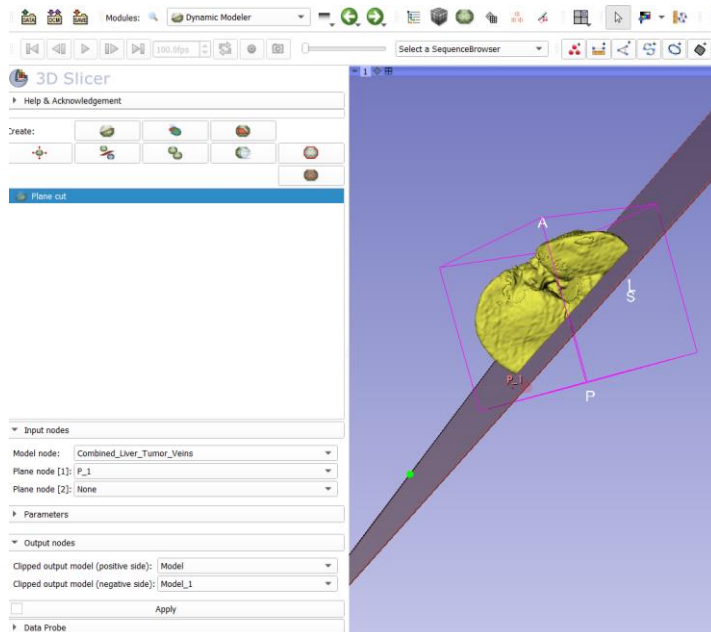 DATA
DCM
SAVE
Modules:
Dynamic Modeler
100.0fps
Select a SequenceBrowser
3D Slicer
1
Help & Acknowledgement
Create:
Plane cut
A
L
S
P_1
P
Input nodes
Model node: Combined_Liver_Tumor_Veins
Plane node [1]: P_1
Plane node [2]: None
Parameters
Output nodes
Clipped output model (positive side): Model
Clipped output model (negative side): Model_1
Apply
Data Probe